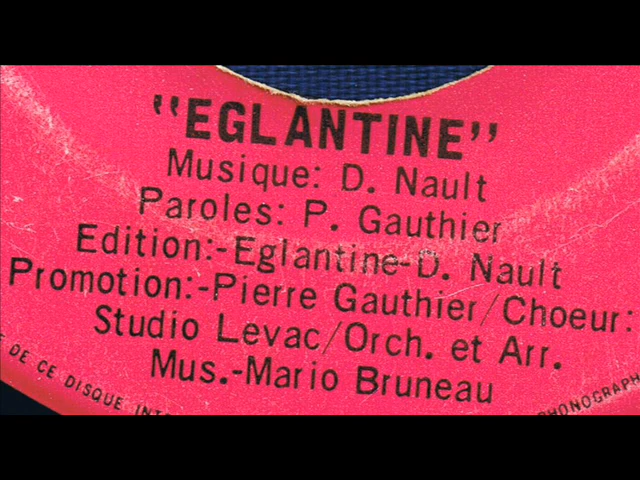 "EGLANTINE"
Musique: D. Nault
Paroles: P. Gauthier
Edition:-Eglantine-D. Nault
Promotion:-Pierre Gauthier/Choeur:
Studio Levac/Orch. et Arr.
Mus.-Mario Bruneau
DE CE DISQUE